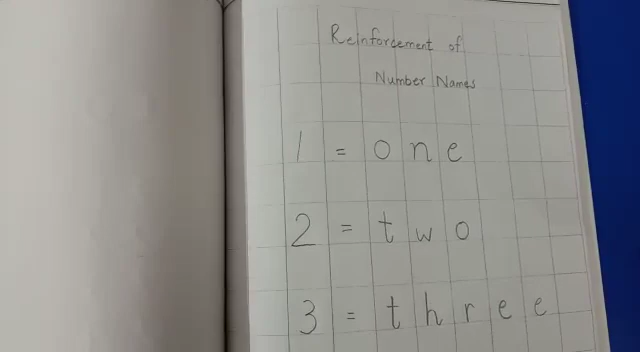 Reinforcement of
Number Names
1 = one
2 = two
3 = three